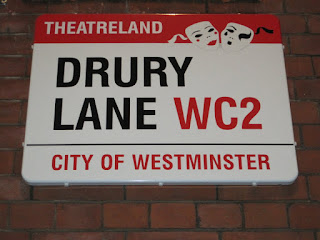 THEATRELAND
DRURY
LANE WC2
CITY OF WESTMINSTER